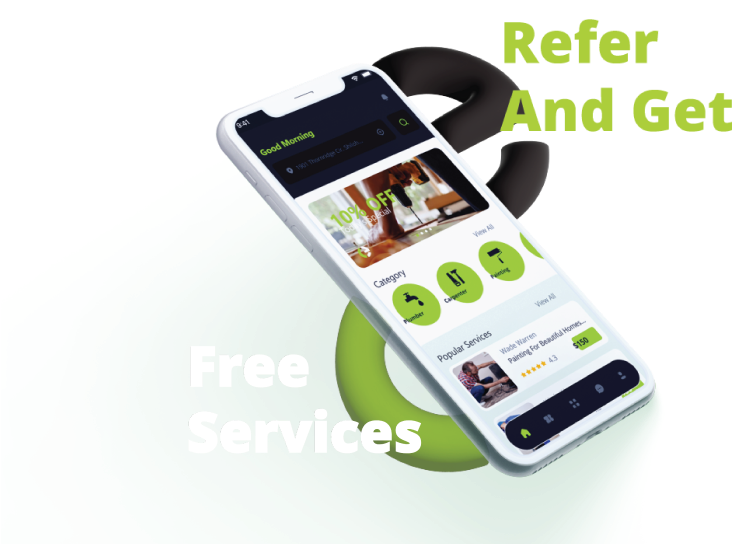 Refer
And Get
9:41
Good Morning
10% OFF
Special
View All
Category
Plumber
Carpenter
Painting
View All
Popular Services
Wade Warren
Painting For Beautiful Homes...
$150
4.3
Free
Services